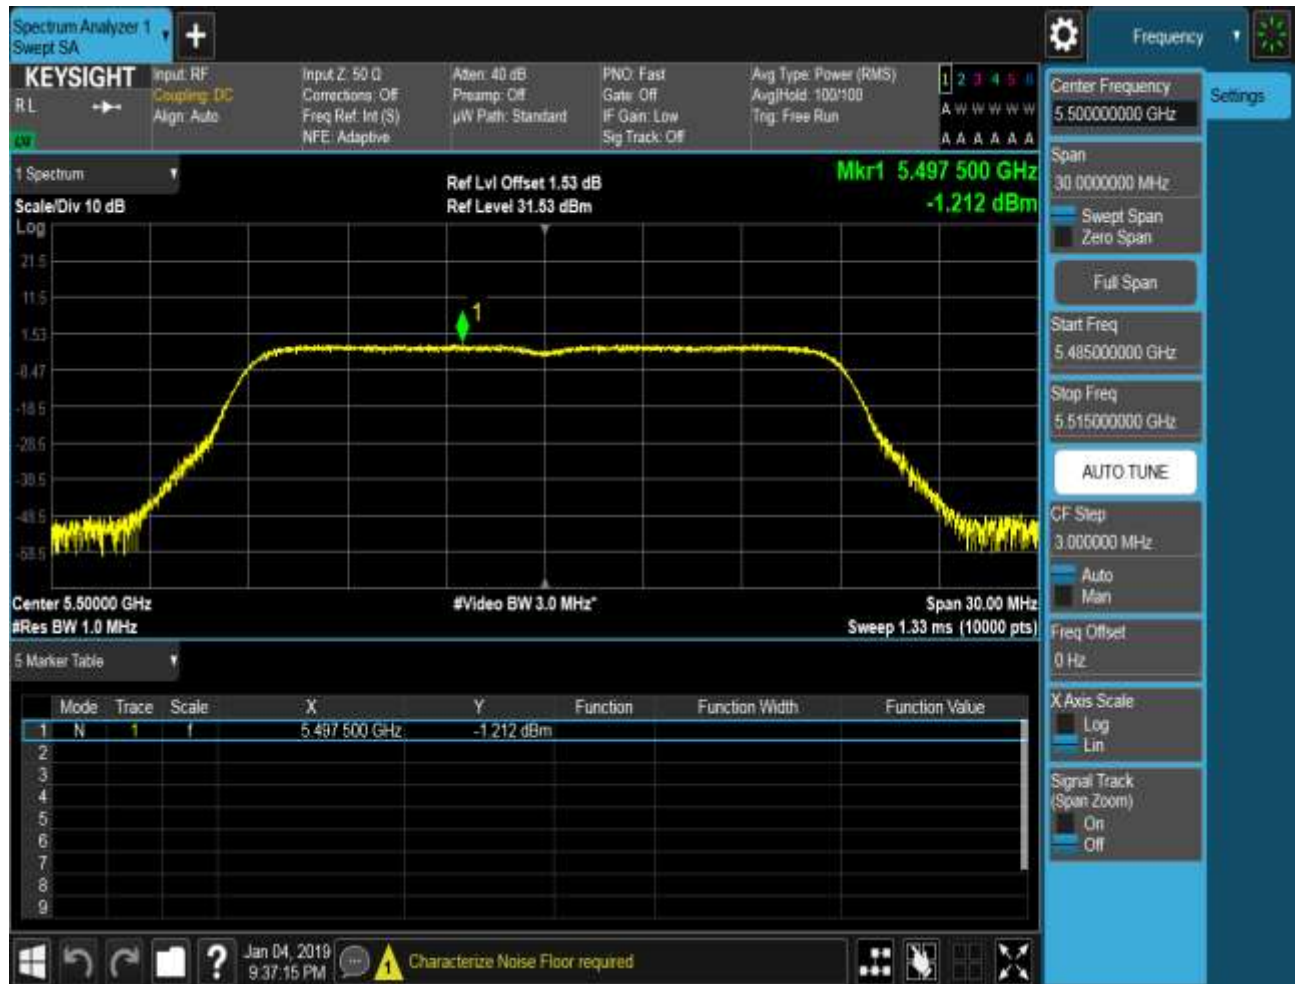 Spectrum Analyzer 1
Swept SA
Frequency
KEYSIGHT
R L
Input: RF
Coupling: DC
Align: Auto
Input Z: 50 Ω
Corrections: Off
Freq Ref: Int (S)
NFE: Adaptive
Atten: 40 dB
Preamp: Off
µW Path: Standard
PNO: Fast
Gate: Off
IF Gain: Low
Sig Track: Off
Avg Type: Power (RMS)
Avg|Hold: 100/100
Trig: Free Run
1 2 3 4 5 6
A W W W W W
A A A A A A
1 Spectrum
Scale/Div 10 dB
Log
Ref Lvl Offset 1.53 dB
Ref Level 31.53 dBm
Mkr1 5.497 500 GHz
-1.212 dBm
21.5
11.5
1.53
-8.47
-18.5
-28.5
-38.5
-48.5
-58.5
1
Center 5.50000 GHz
#Res BW 1.0 MHz
#Video BW 3.0 MHz*
Span 30.00 MHz
Sweep 1.33 ms (10000 pts)
5 Marker Table
Mode Trace Scale X Y Function Function Width Function Value
1 N 1 f 5.497 500 GHz -1.212 dBm
2
3
4
5
6
7
8
9
Jan 04, 2019
9:37:15 PM
1
Characterize Noise Floor required
Center Frequency
5.500000000 GHz
Settings
Span
30.0000000 MHz
Swept Span
Zero Span
Full Span
Start Freq
5.485000000 GHz
Stop Freq
5.515000000 GHz
AUTO TUNE
CF Step
3.000000 MHz
Auto
Man
Freq Offset
0 Hz
X Axis Scale
Log
Lin
Signal Track
(Span Zoom)
On
Off